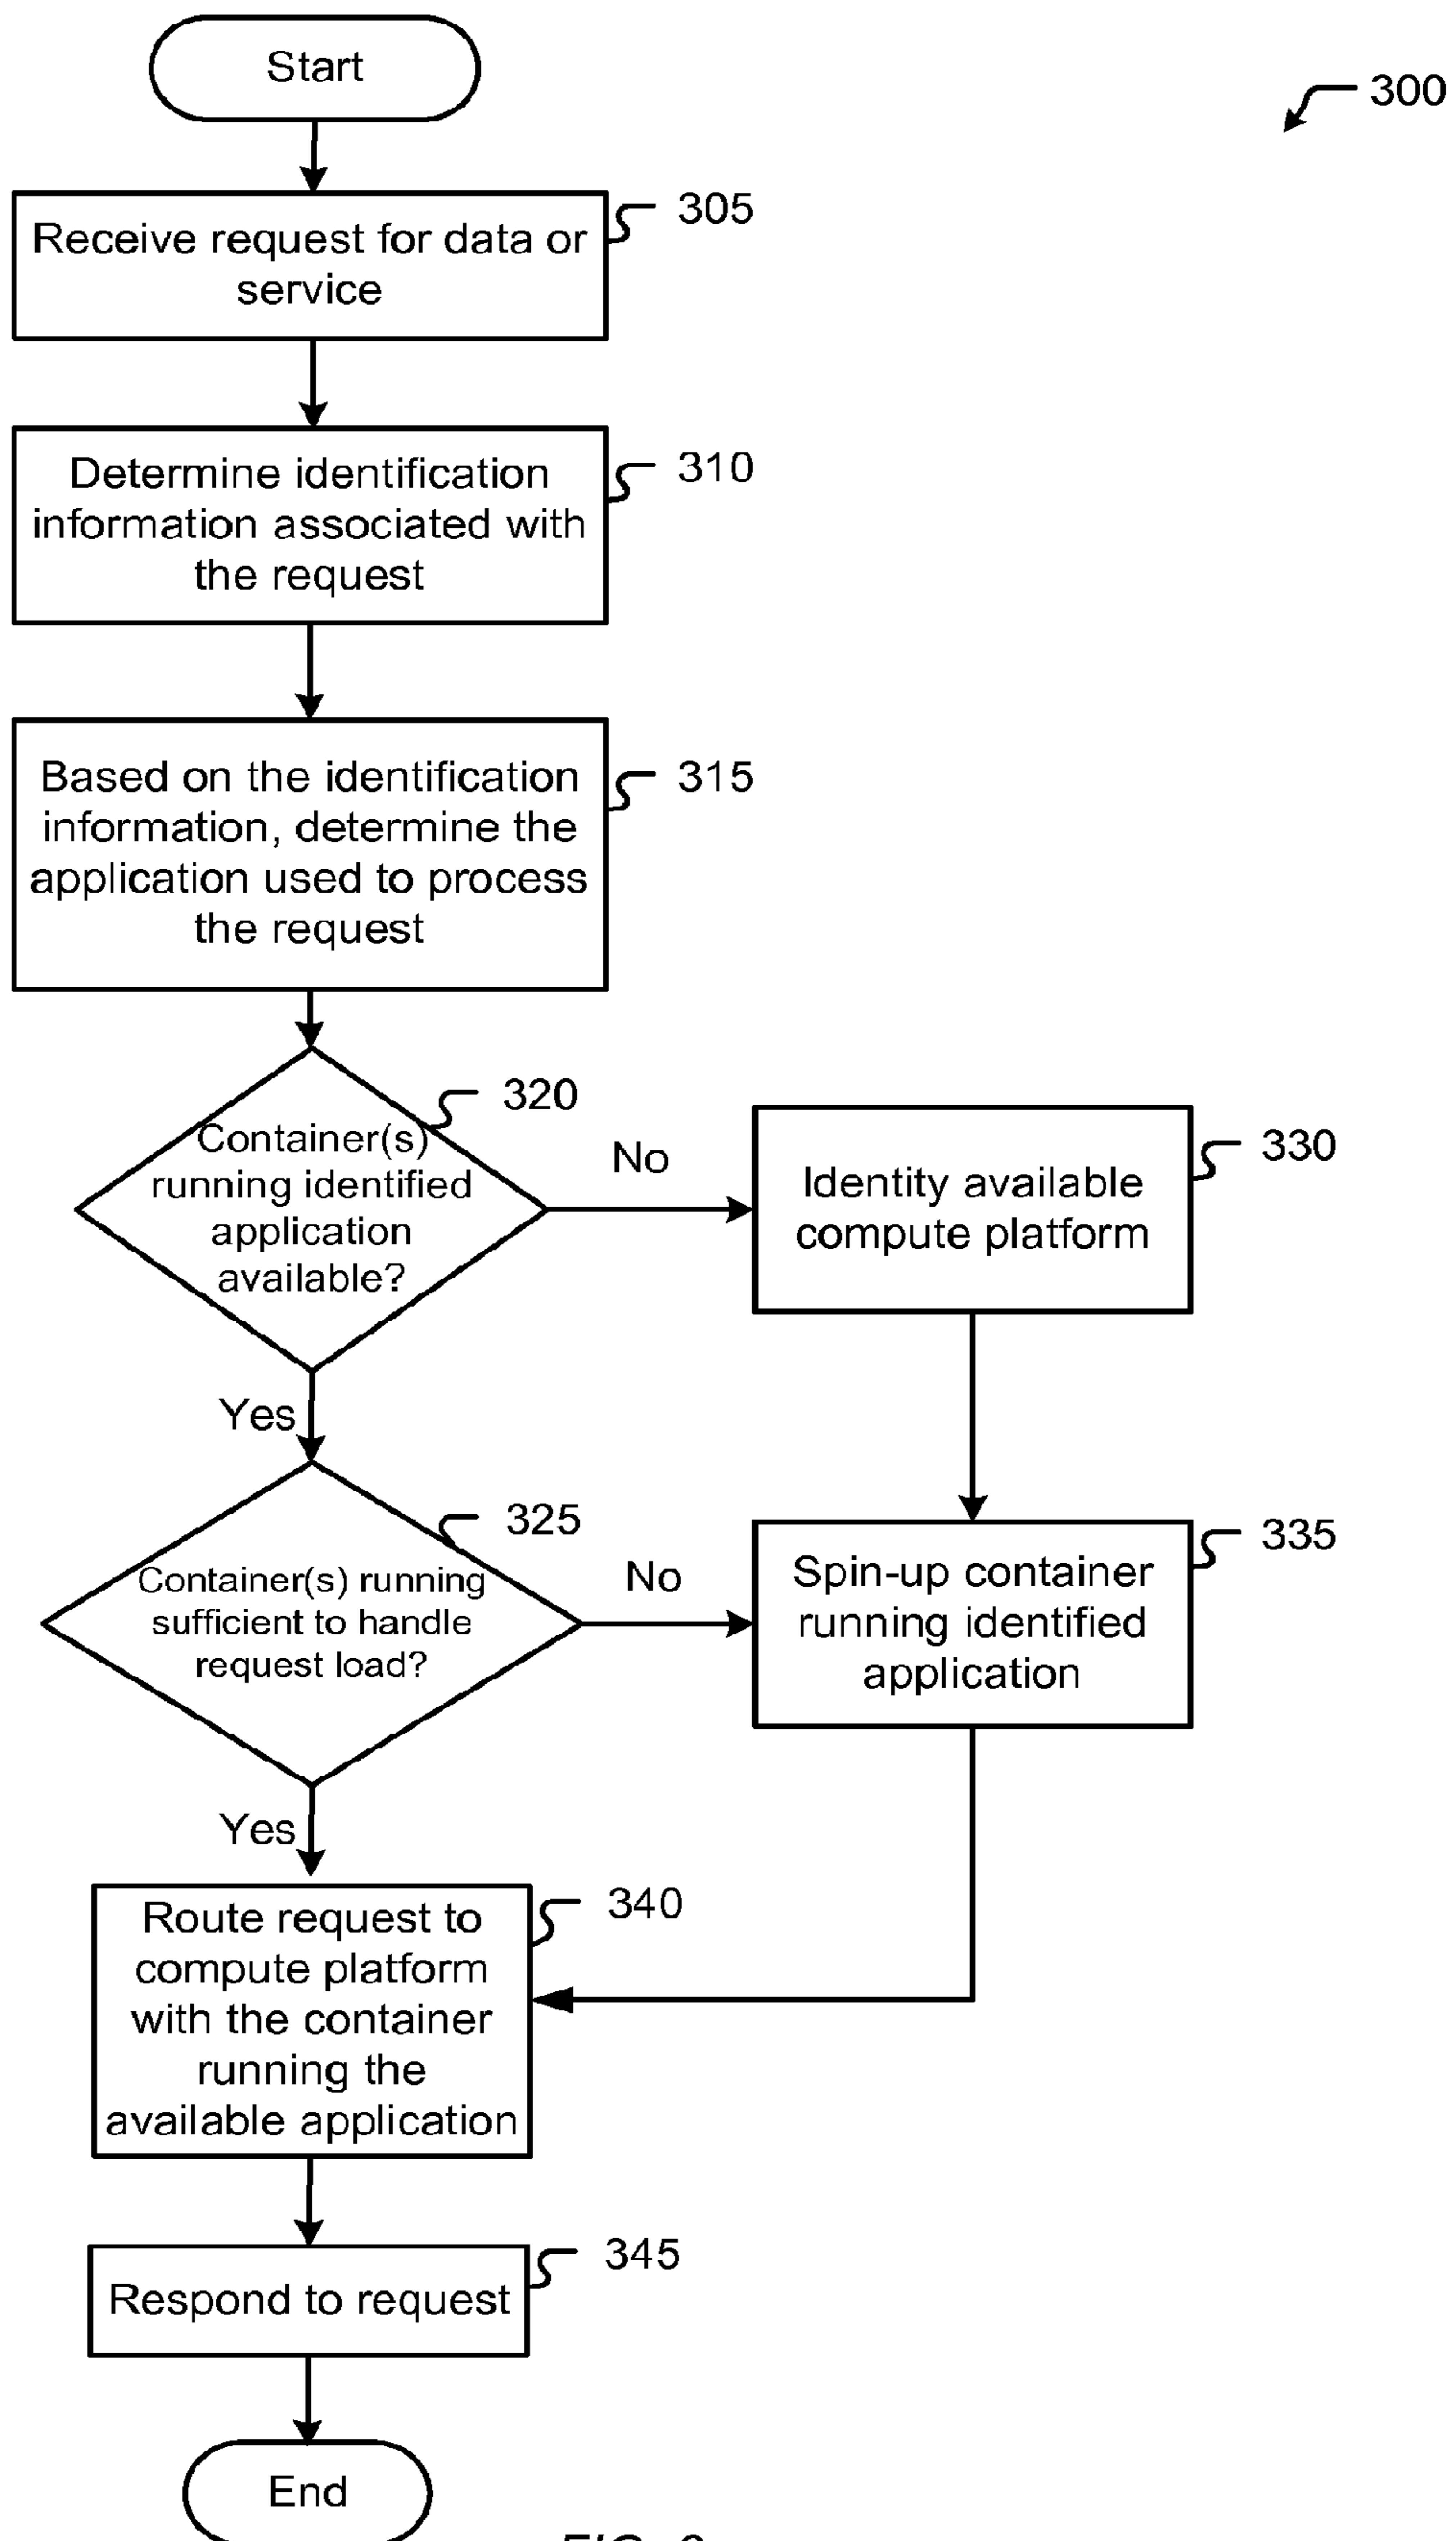 Start
300
305
Receive request for data or
service
310
Determine identification
information associated with
the request
315
Based on the identification
information, determine the
application used to process
the request
320
Container(s)
running identified
application
available?
No
330
Identity available
compute platform
Yes
325
Container(s) running
sufficient to handle
request load?
No
335
Spin-up container
running identified
application
Yes
340
Route request to
compute platform
with the container
running the
available application
345
Respond to request
End